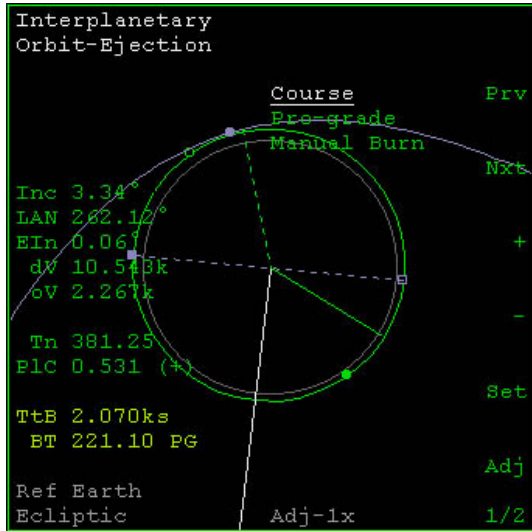 Interplanetary
Orbit-Ejection
Course
Prv
Pro-grade
Manual Burn
Nxt
Inc 3.34°
LAN 262.12°
EIn 0.06°
+
dV 10.543k
oV 2.267k
-
Tn 381.25
PlC 0.531 (+)
Set
TtB 2.070ks
BT 221.10 PG
Adj
Ref Earth
Ecliptic
Adj-1x
1/2